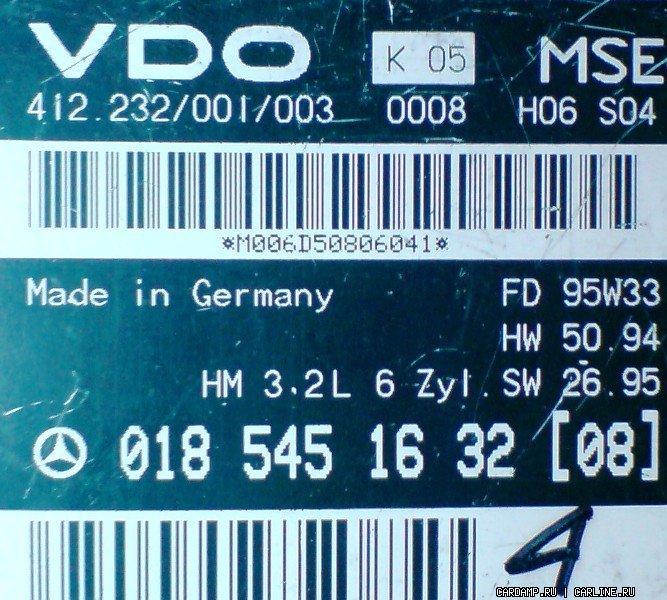 VDO K 05 MSE
412.232/001/003 0008 H06 S04
*M006D50806041*
Made in Germany FD 95W33
HW 50.94
HM 3.2L 6 Zyl. SW 26.95
018 545 16 32 [08]
4
CARDAMP.RU | CARLINE.RU